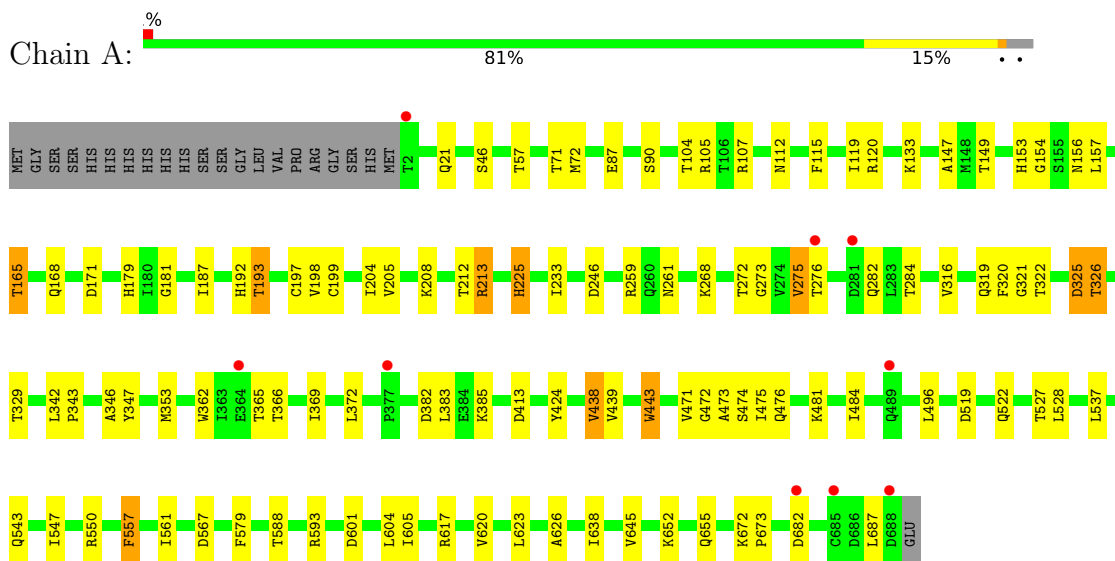 .%
Chain A:
81% 15% • •
MET GLY SER SER HIS HIS HIS HIS HIS HIS SER SER GLY LEU VAL PRO ARG GLY SER HIS MET T2 Q21 S46 T57 T71 M72 E87 S90 T104 R105 T106 R107 N112 F115 I119 R120 K133 A147 M148 T149 H153 G154 S155 N156 L157
T165 Q168 D171 H179 I180 G181 I187 H192 T193 C197 V198 C199 I204 V205 K208 T212 R213 H225 I233 D246 R259 Q260 N261 K268 T272 G273 V274 V275 T276 D281 Q282 L283 T284 V316 Q319 F320 G321 T322 D325 T326
T329 L342 P343 A346 Y347 M353 W362 I363 E364 T365 T366 I369 L372 P377 D382 L383 E384 K385 D413 Y424 V438 V439 W443 V471 G472 A473 S474 I475 Q476 K481 I484 Q489 L496 D519 Q522 T527 L528 L537
Q543 I547 R550 F557 I561 D567 F579 T588 R593 D601 L604 I605 R617 V620 L623 A626 I638 V645 K652 Q655 K672 P673 D682 C685 D686 L687 D688 GLU